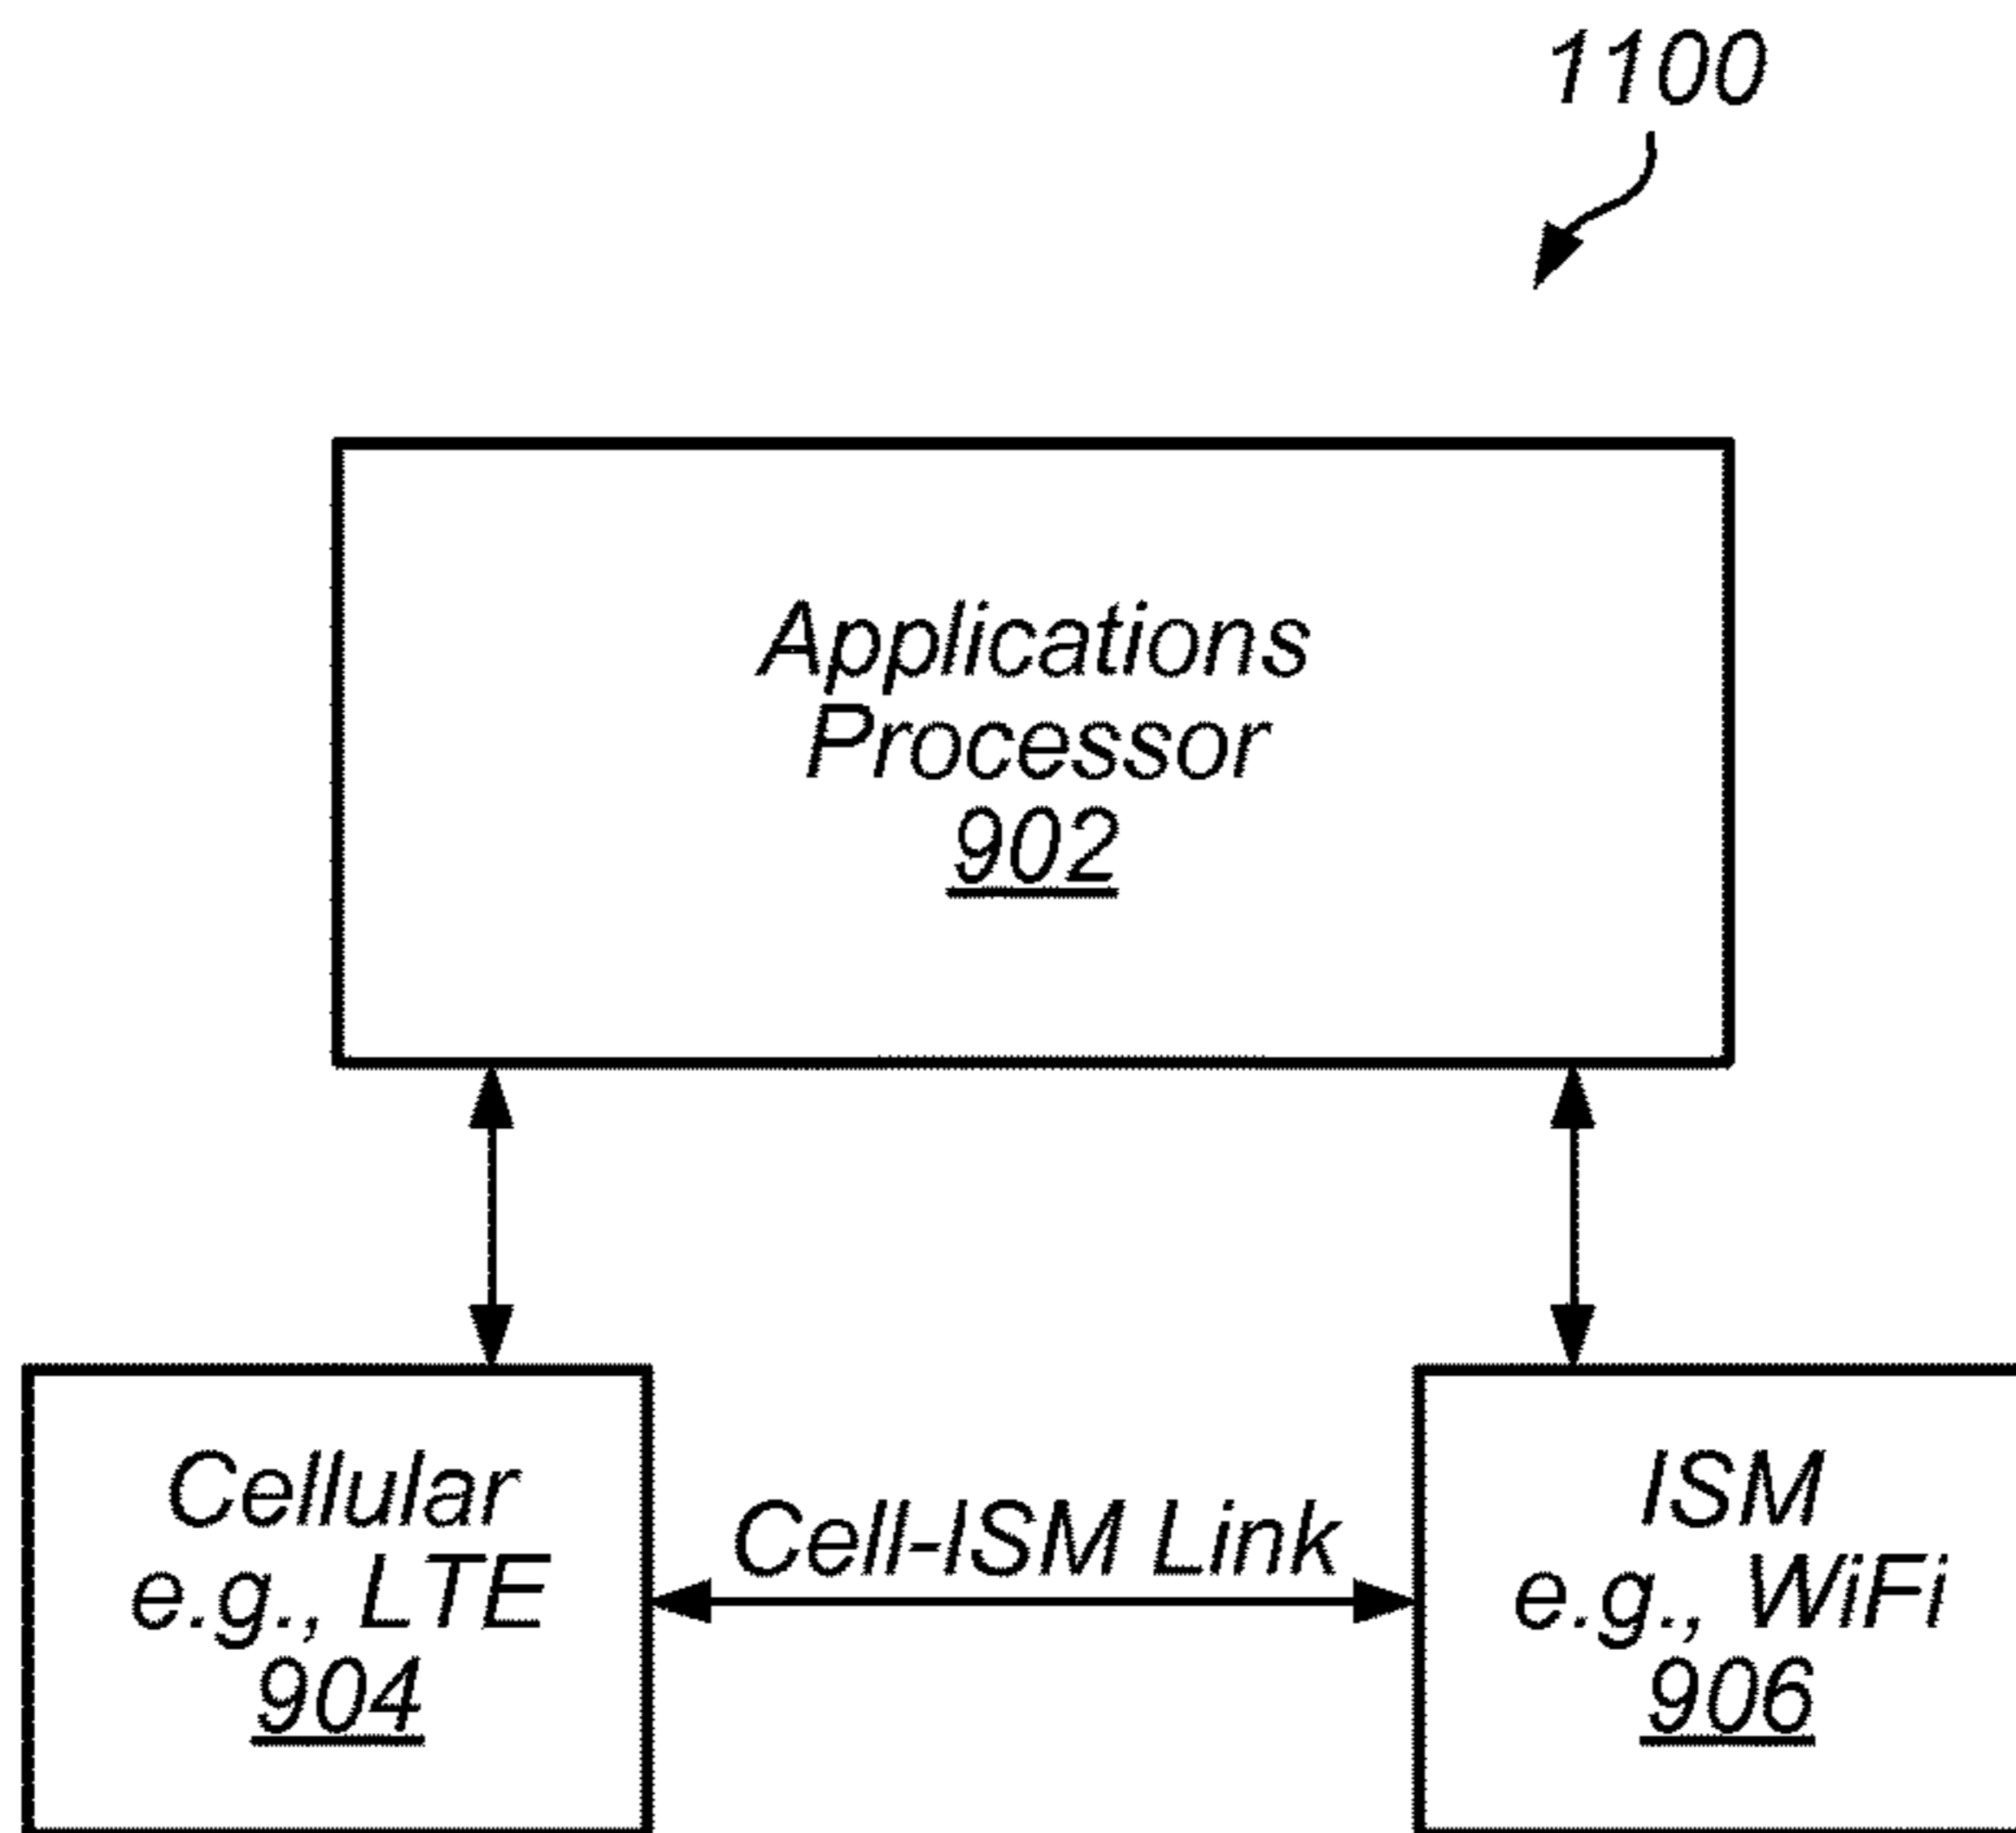 1100
Applications
Processor
902
Cellular
e.g., LTE
904
Cell-ISM Link
ISM
e.g., WiFi
906